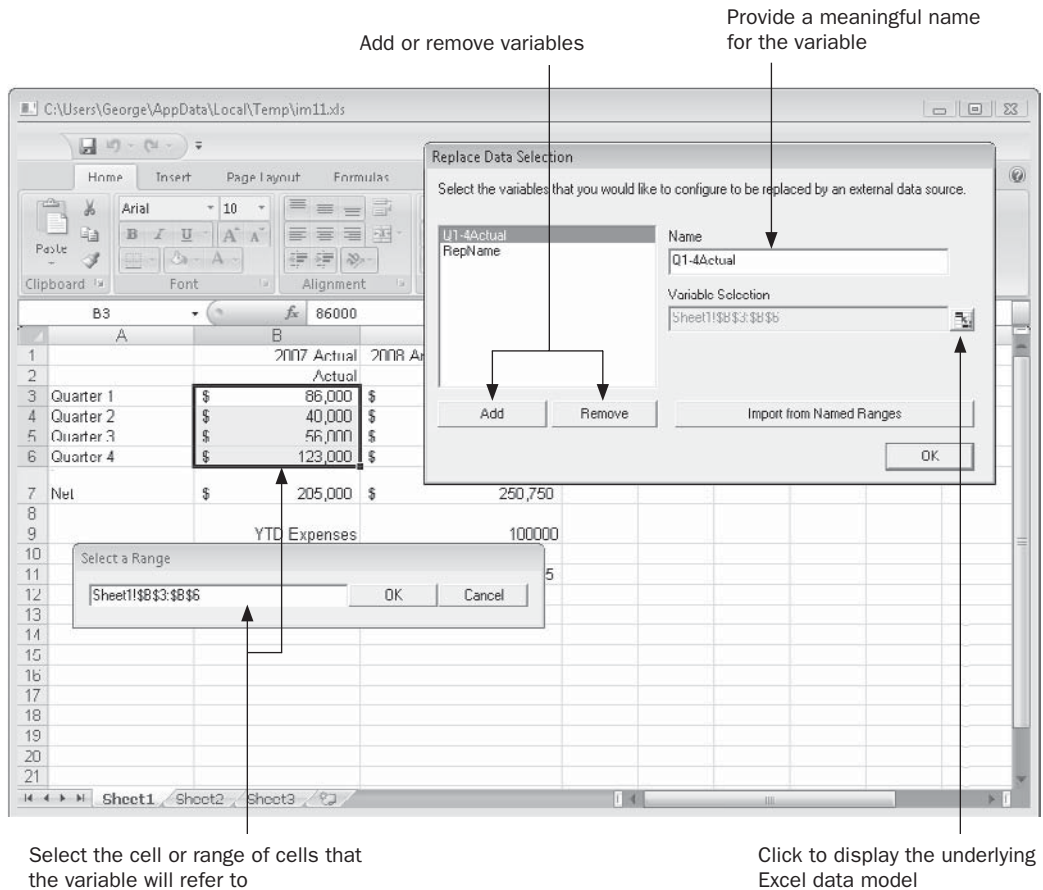 Add or remove variables
Provide a meaningful name
for the variable
C:\Users\George\AppData\Local\Temp\im11.xls
Home Insert Page Layout Formulas
Arial 10
B I U A A
Paste
Clipboard Font Alignment
B3 fx 86000
A B
1 2007 Actual 2008
2 Actual
3 Quarter 1 $ 86,000 $
4 Quarter 2 $ 40,000 $
5 Quarter 3 $ 56,000 $
6 Quarter 4 $ 123,000 $
7 Net $ 205,000 $ 250,750
8
9 YTD Expenses 100000
10
11 5
12
13
14
15
16
17
18
19
20
21
Sheet1 Sheet2 Sheet3
Replace Data Selection
Select the variables that you would like to configure to be replaced by an external data source.
Q1-4Actual
RepName
Name
Q1-4Actual
Variable Selection
Sheet1!$B$3:$B$6
Add Remove Import from Named Ranges
OK
Select a Range
Sheet1!$B$3:$B$6 OK Cancel
Select the cell or range of cells that
the variable will refer to
Click to display the underlying
Excel data model